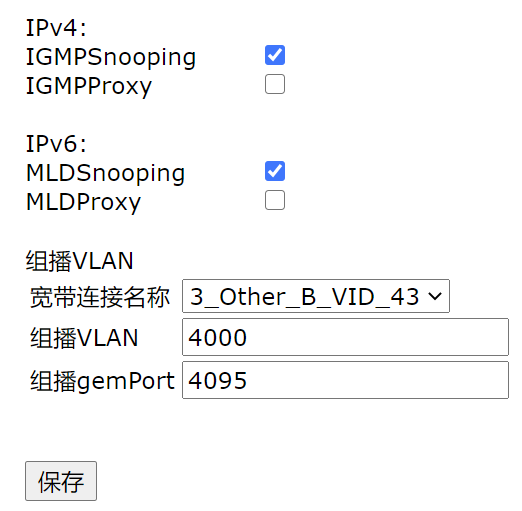 IPv4:
IGMPSnooping
IGMPProxy
IPv6:
MLDSnooping
MLDProxy
组播VLAN
宽带连接名称 3_Other_B_VID_43
组播VLAN 4000
组播gemPort 4095
保存